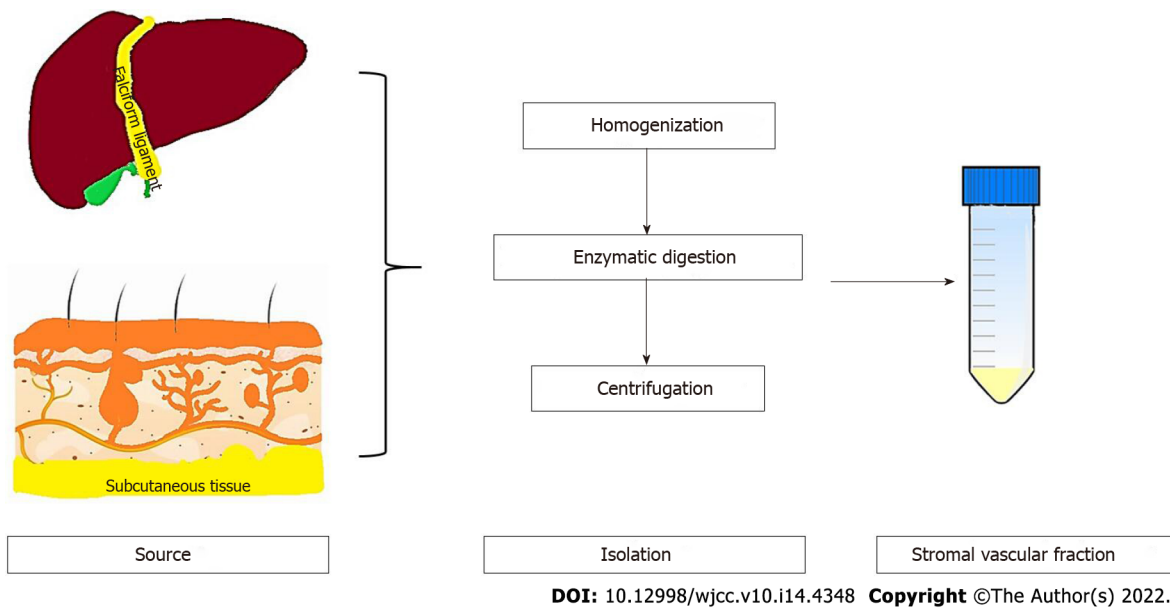 Falciform ligament
Homogenization
Enzymatic digestion
Centrifugation
Subcutaneous tissue
Source
Isolation
Stromal vascular fraction
DOI: 10.12998/wjcc.v10.i14.4348 Copyright ©The Author(s) 2022.